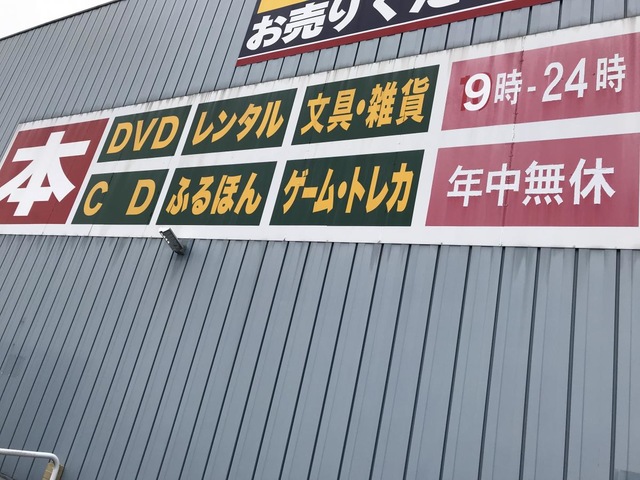 お売りくだ
本
DVD レンタル 文具・雑貨
CD ふるほん ゲーム・トレカ
9時-24時
年中無休